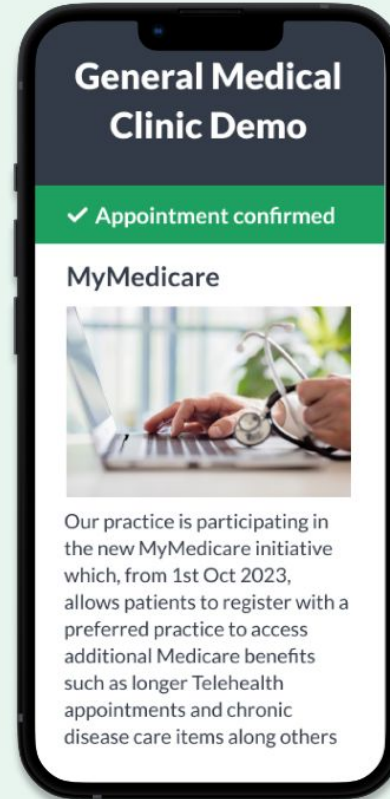 General Medical
Clinic Demo
✓ Appointment confirmed
MyMedicare
Our practice is participating in
the new MyMedicare initiative
which, from 1st Oct 2023,
allows patients to register with a
preferred practice to access
additional Medicare benefits
such as longer Telehealth
appointments and chronic
disease care items along others